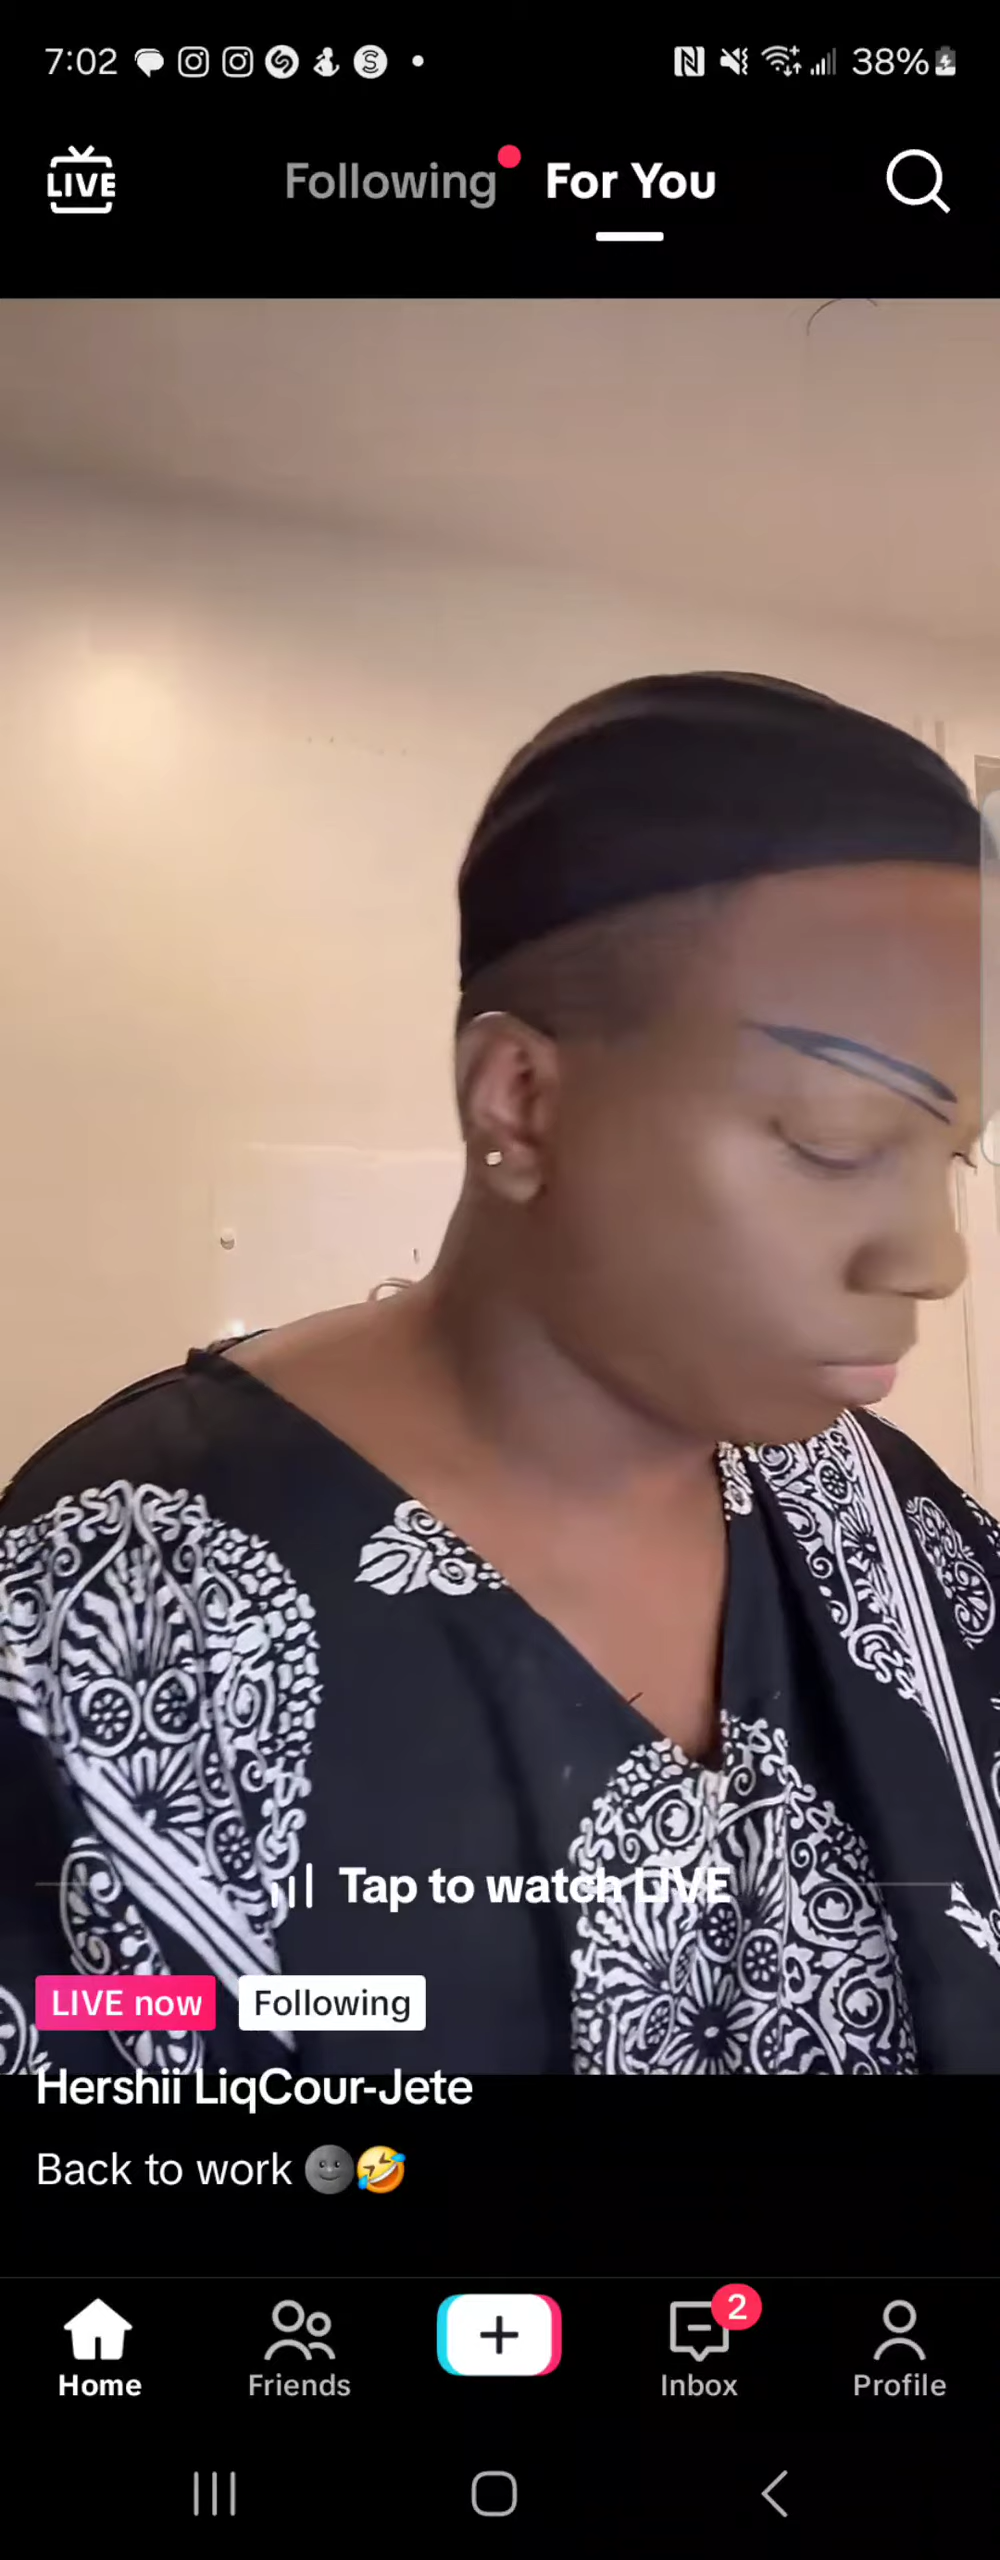 7:02 38%
LIVE Following For You
Tap to watch LIVE
LIVE now Following
Hershii LiqCour-Jete
Back to work 🌚🤣
2
Home Friends Inbox Profile